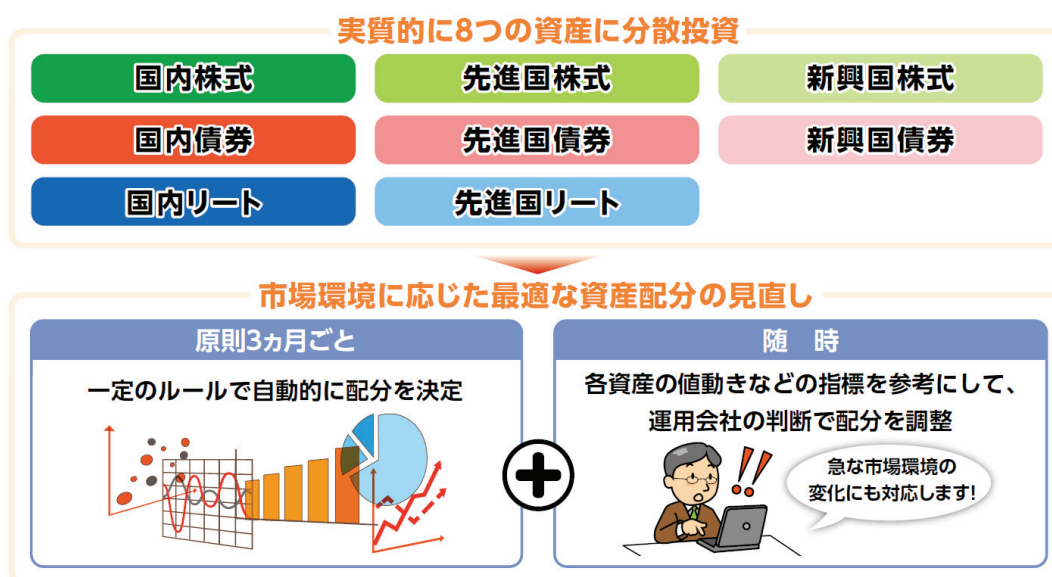 実質的に8つの資産に分散投資
国内株式
先進国株式
新興国株式
国内債券
先進国債券
新興国債券
国内リート
先進国リート
市場環境に応じた最適な資産配分の見直し
原則3ヵ月ごと
一定のルールで自動的に配分を決定
随　時
各資産の値動きなどの指標を参考にして、
運用会社の判断で配分を調整
急な市場環境の
変化にも対応します!